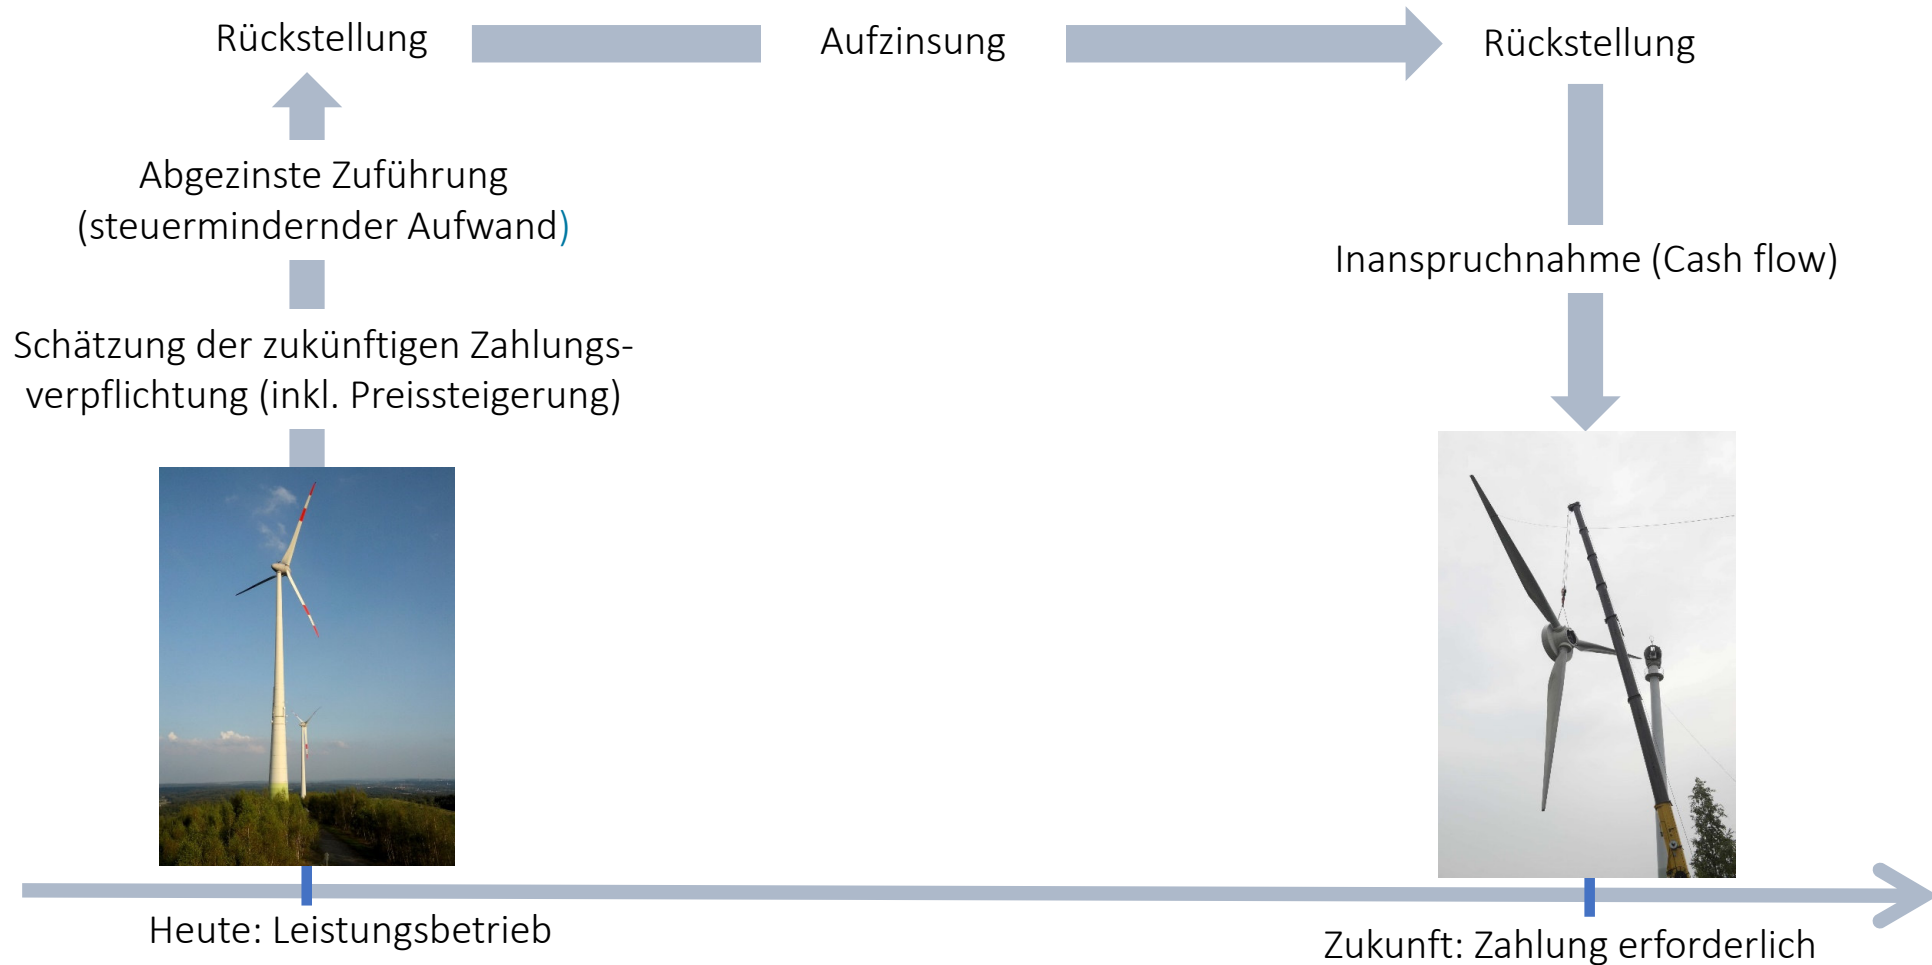 Rückstellung
Aufzinsung
Rückstellung
Abgezinste Zuführung
(steuermindernder Aufwand)
Inanspruchnahme (Cash flow)
Schätzung der zukünftigen Zahlungs-
verpflichtung (inkl. Preissteigerung)
Heute: Leistungsbetrieb
Zukunft: Zahlung erforderlich